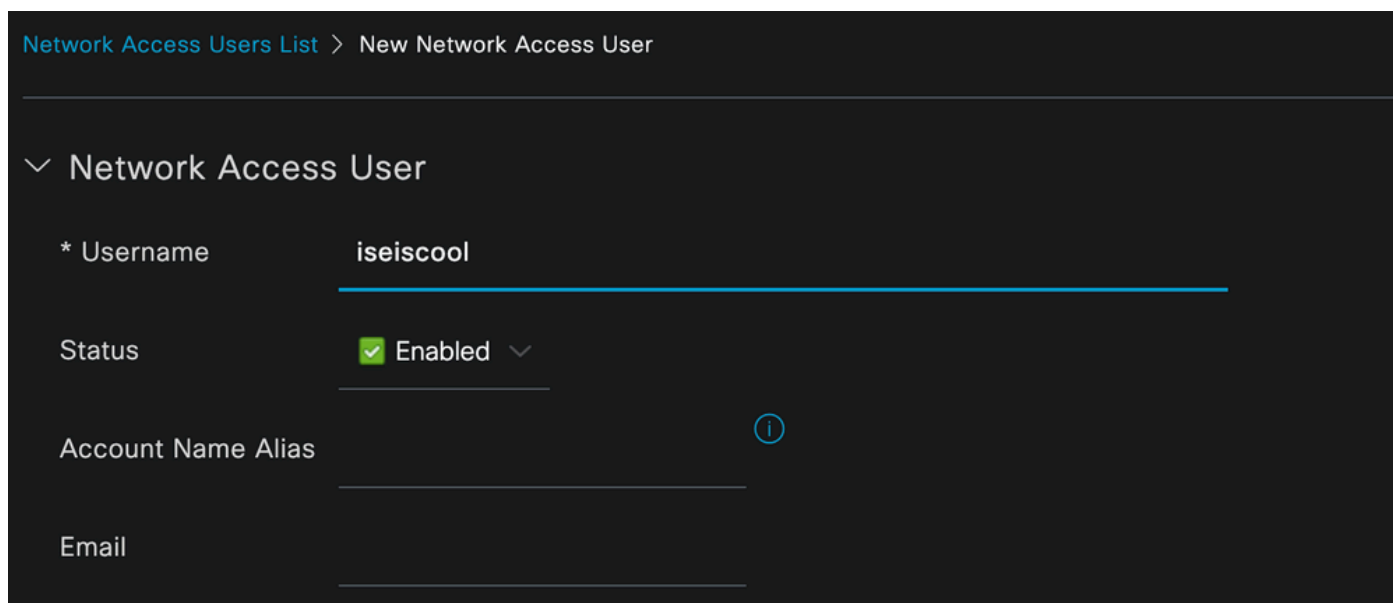 Network Access Users List > New Network Access User
Network Access User
* Username iseiscool
Status Enabled
Account Name Alias
Email